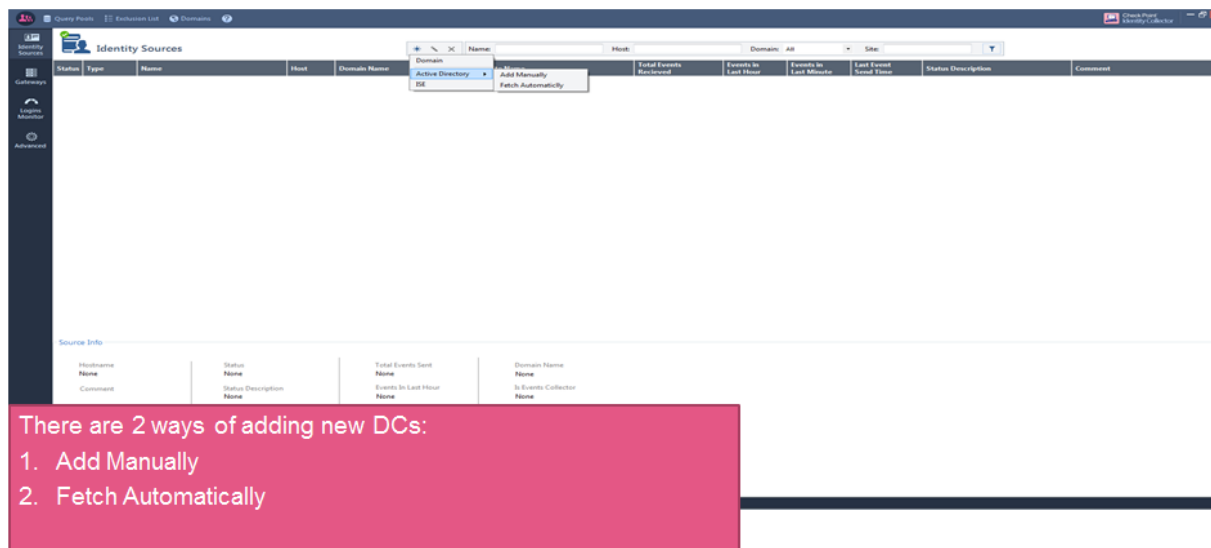 Query Pools Exclusion List Domains
Check Point
Identity Collector
Identity Sources
Gateways
Logins Monitor
Advanced
Identity Sources
Name: Host: Domain: All Site:
Domain
Active Directory
ISE
Add Manually
Fetch Automaticlly
Status Type Name Host Domain Name Name Total Events Recieved Events in Last Hour Events in Last Minute Last Event Send Time Status Description Comment
Source Info
Hostname Status Total Events Sent Domain Name
None None None None
Comment Status Description Events In Last Hour Is Events Collector
None None None
There are 2 ways of adding new DCs:
1. Add Manually
2. Fetch Automatically